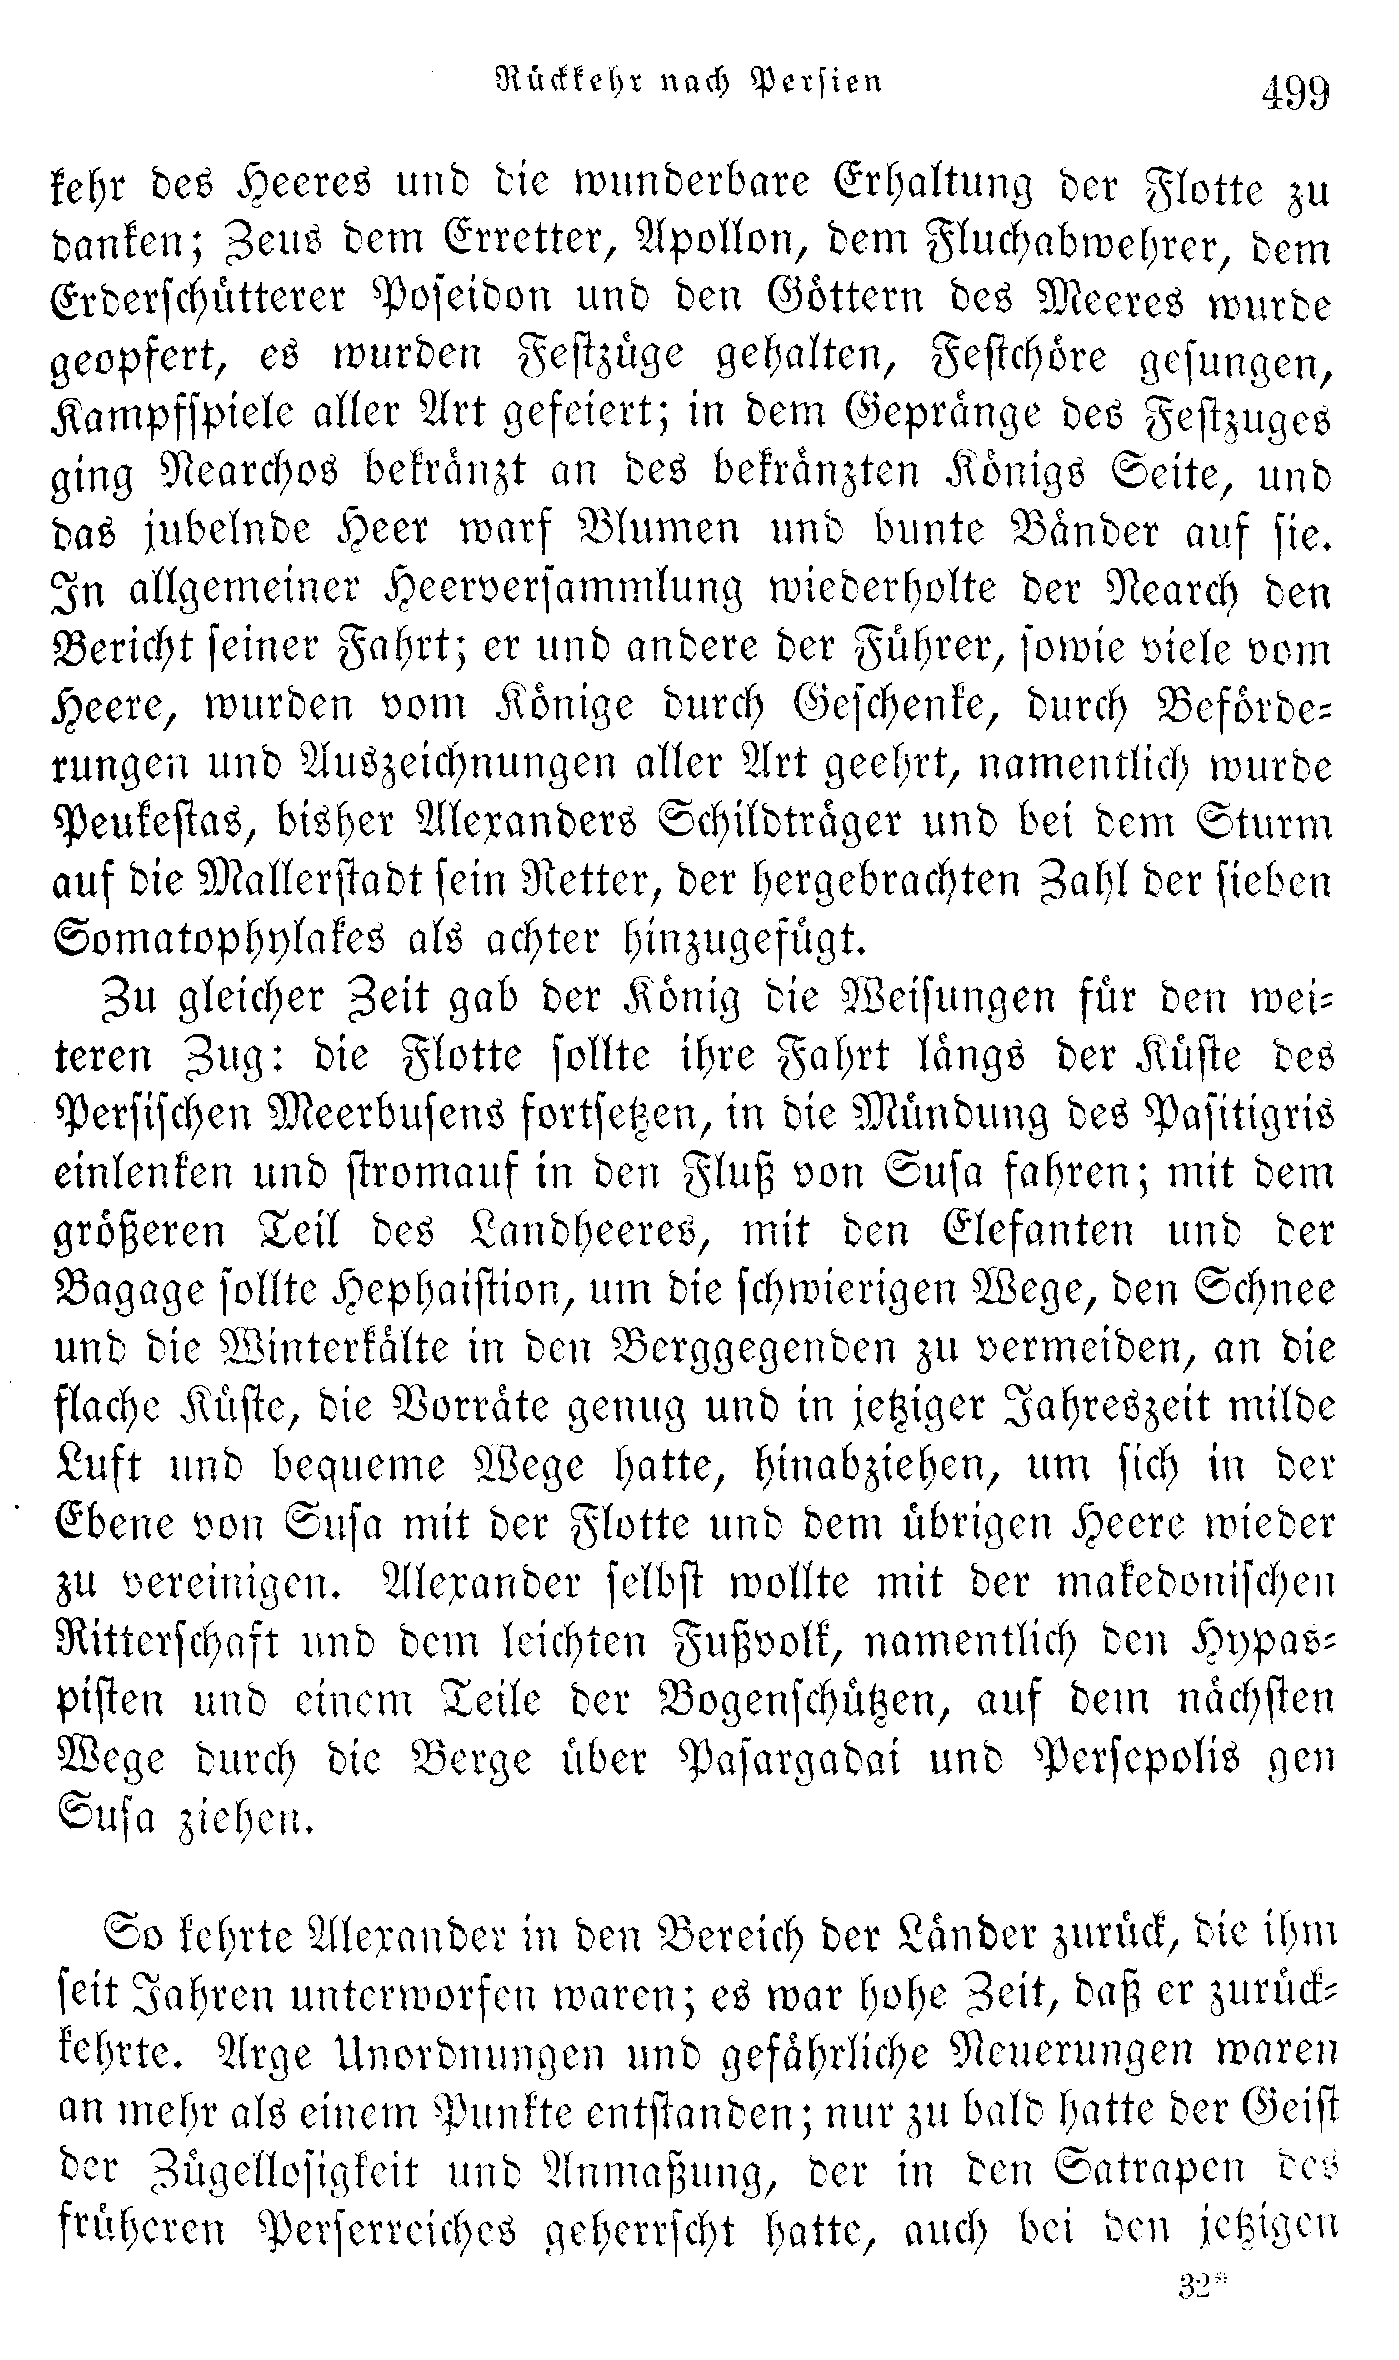 Rückkehr nach Persien
499
kehr des Heeres und die wunderbare Erhaltung der Flotte zu
danken; Zeus dem Erretter, Apollon, dem Fluchabwehrer, dem
Erderschütterer Poseidon und den Göttern des Meeres wurde
geopfert, es wurden Festzüge gehalten, Festchöre gesungen,
Kampfspiele aller Art gefeiert; in dem Gepränge des Festzuges
ging Nearchos bekränzt an des bekränzten Königs Seite, und
das jubelnde Heer warf Blumen und bunte Bänder auf sie.
In allgemeiner Heerversammlung wiederholte der Nearch den
Bericht seiner Fahrt; er und andere der Führer, sowie viele vom
Heere, wurden vom Könige durch Geschenke, durch Beförde-
rungen und Auszeichnungen aller Art geehrt, namentlich wurde
Peukestas, bisher Alexanders Schildträger und bei dem Sturm
auf die Mallerstadt sein Retter, der hergebrachten Zahl der sieben
Somatophylakes als achter hinzugefügt.
Zu gleicher Zeit gab der König die Weisungen für den wei-
teren Zug: die Flotte sollte ihre Fahrt längs der Küste des
Persischen Meerbusens fortsetzen, in die Mündung des Pasitigris
einlenken und stromauf in den Fluß von Susa fahren; mit dem
größeren Teil des Landheeres, mit den Elefanten und der
Bagage sollte Hephaistion, um die schwierigen Wege, den Schnee
und die Winterkälte in den Berggegenden zu vermeiden, an die
flache Küste, die Vorräte genug und in jetziger Jahreszeit milde
Luft und bequeme Wege hatte, hinabziehen, um sich in der
Ebene von Susa mit der Flotte und dem übrigen Heere wieder
zu vereinigen. Alexander selbst wollte mit der makedonischen
Ritterschaft und dem leichten Fußvolk, namentlich den Hypas-
pisten und einem Teile der Bogenschützen, auf dem nächsten
Wege durch die Berge über Pasargadai und Persepolis gen
Susa ziehen.
So kehrte Alexander in den Bereich der Länder zurück, die ihm
seit Jahren unterworfen waren; es war hohe Zeit, daß er zurück-
kehrte. Arge Unordnungen und gefährliche Neuerungen waren
an mehr als einem Punkte entstanden; nur zu bald hatte der Geist
der Zügellosigkeit und Anmaßung, der in den Satrapen des
früheren Perserreiches geherrscht hatte, auch bei den jetzigen
32*